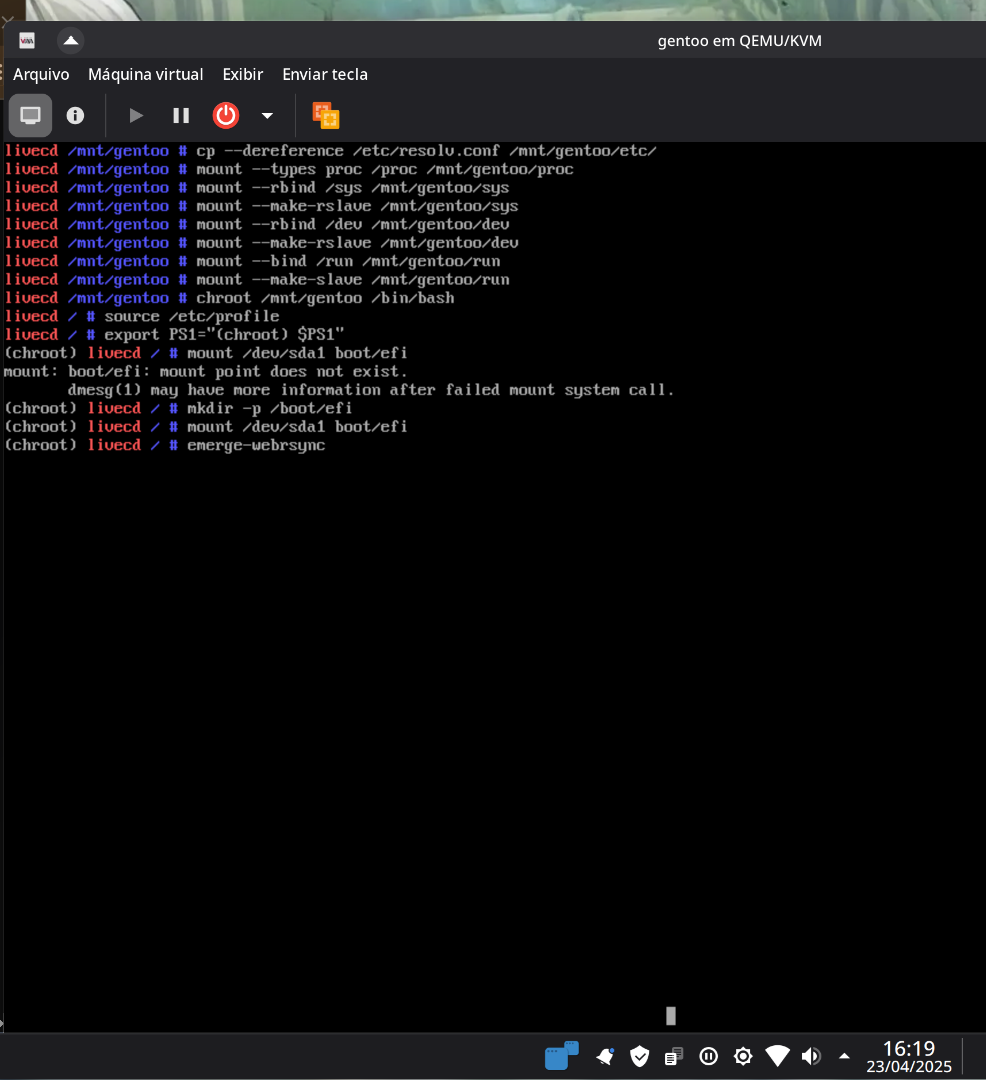 gentoo em QEMU/KVM
Arquivo Máquina virtual Exibir Enviar tecla
livecd /mnt/gentoo # cp --dereference /etc/resolv.conf /mnt/gentoo/etc/
livecd /mnt/gentoo # mount --types proc /proc /mnt/gentoo/proc
livecd /mnt/gentoo # mount --rbind /sys /mnt/gentoo/sys
livecd /mnt/gentoo # mount --make-rslave /mnt/gentoo/sys
livecd /mnt/gentoo # mount --rbind /dev /mnt/gentoo/dev
livecd /mnt/gentoo # mount --make-rslave /mnt/gentoo/dev
livecd /mnt/gentoo # mount --bind /run /mnt/gentoo/run
livecd /mnt/gentoo # mount --make-slave /mnt/gentoo/run
livecd /mnt/gentoo # chroot /mnt/gentoo /bin/bash
livecd / # source /etc/profile
livecd / # export PS1="(chroot) $PS1"
(chroot) livecd / # mount /dev/sda1 boot/efi
mount: boot/efi: mount point does not exist.
dmesg(1) may have more information after failed mount system call.
(chroot) livecd / # mkdir -p /boot/efi
(chroot) livecd / # mount /dev/sda1 boot/efi
(chroot) livecd / # emerge-webrsync
16:19
23/04/2025